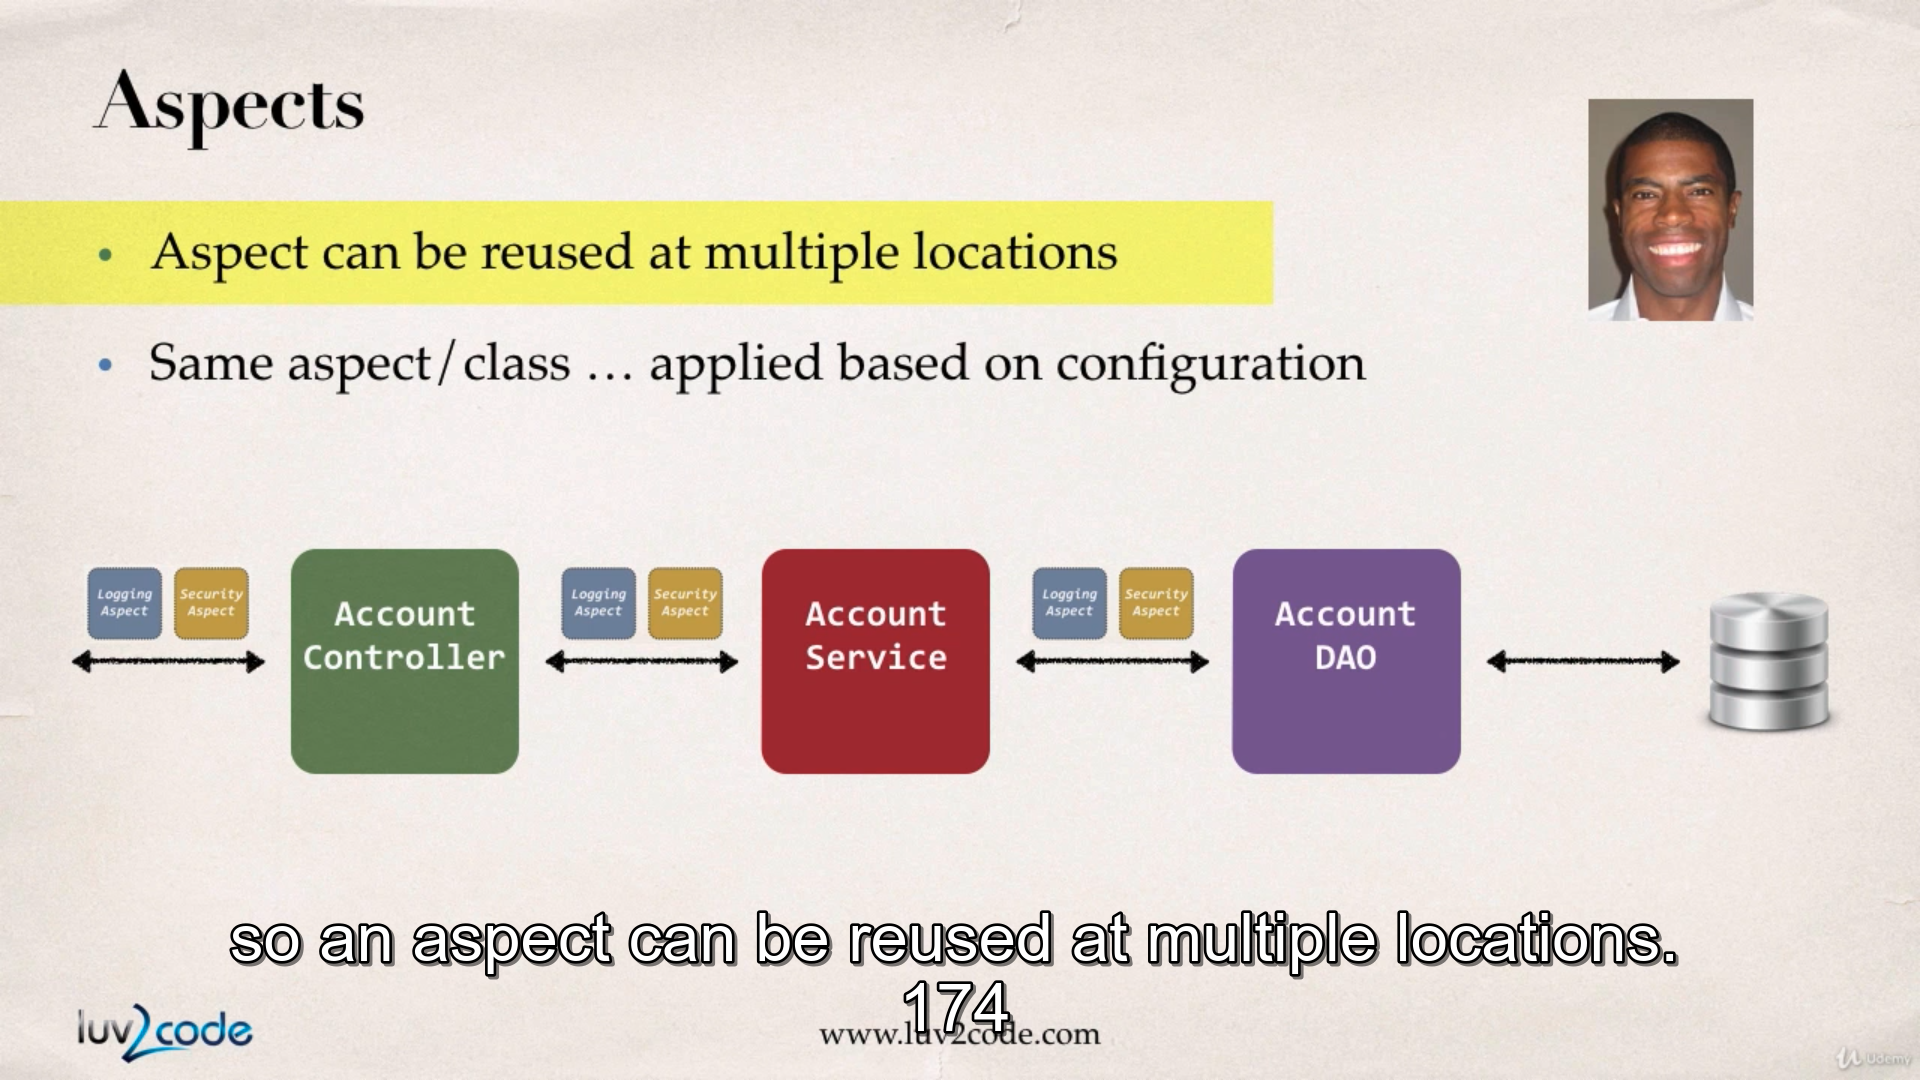 Aspects
• Aspect can be reused at multiple locations
• Same aspect/class … applied based on configuration
Logging
Aspect
Security
Aspect
Account
Controller
Logging
Aspect
Security
Aspect
Account
Service
Logging
Aspect
Security
Aspect
Account
DAO
so an aspect can be reused at multiple locations.
174
luv2code
www.luv2code.com
Udemy